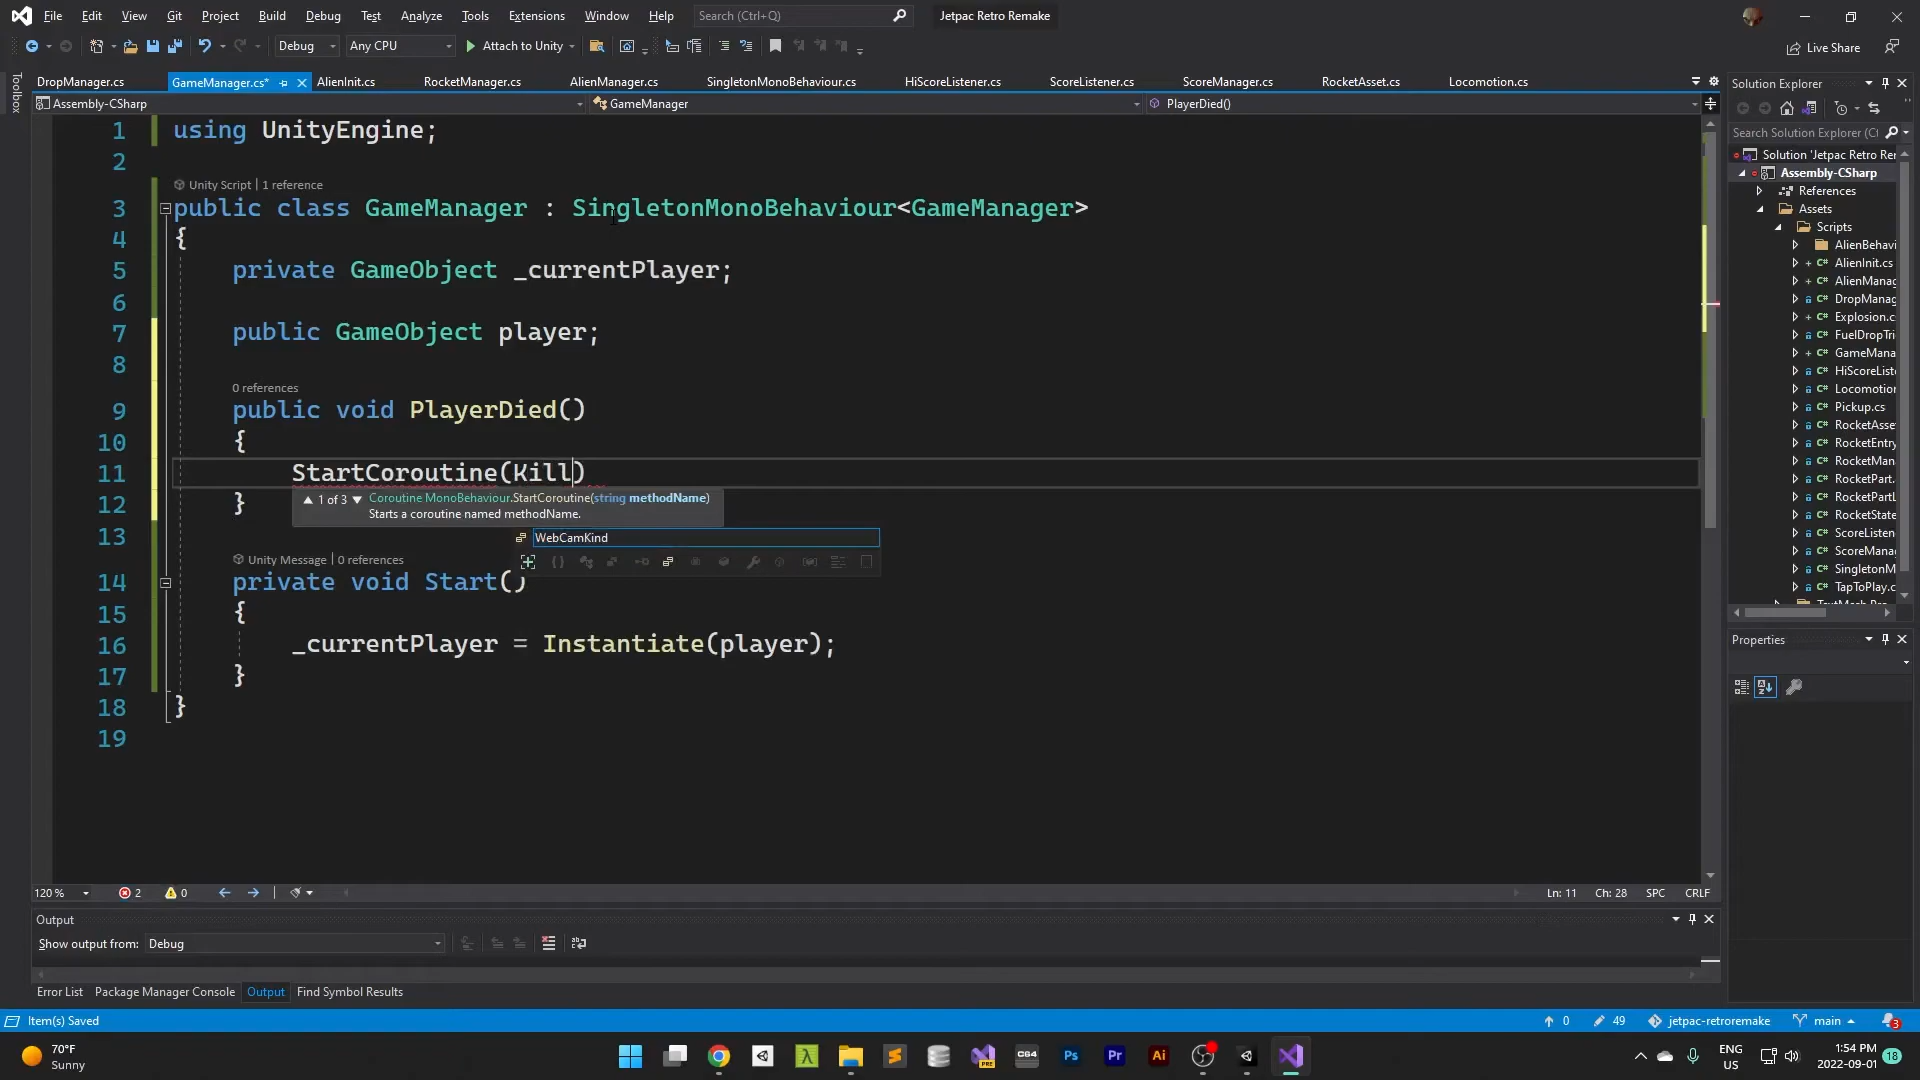 File Edit View Git Project Build Debug Test Analyze Tools Extensions Window Help Search (Ctrl+Q) Jetpac Retro Remake
Debug Any CPU Attach to Unity Live Share
Toolbox
DropManager.cs GameManager.cs* AlienInit.cs RocketManager.cs AlienManager.cs SingletonMonoBehaviour.cs HiScoreListener.cs ScoreListener.cs ScoreManager.cs RocketAsset.cs Locomotion.cs
Assembly-CSharp GameManager PlayerDied()
1 using UnityEngine;
2
Unity Script | 1 reference
3 public class GameManager : SingletonMonoBehaviour<GameManager>
4 {
5 private GameObject _currentPlayer;
6
7 public GameObject player;
8
0 references
9 public void PlayerDied()
10 {
11 StartCoroutine(Kill)
1 of 3 Coroutine MonoBehaviour.StartCoroutine(string methodName)
Starts a coroutine named methodName.
12 }
WebCamKind
13
Unity Message | 0 references
14 private void Start()
15 {
16 _currentPlayer = Instantiate(player);
17 }
18 }
19
120 % 2 0 Ln: 11 Ch: 28 SPC CRLF
Output
Show output from: Debug
Error List Package Manager Console Output Find Symbol Results
Item(s) Saved 0 49 jetpac-retroremake main 3
Solution Explorer
Search Solution Explorer (Ct
Solution 'Jetpac Retro Rer
Assembly-CSharp
References
Assets
Scripts
AlienBehavi
AlienInit.cs
AlienManag
DropManag
Explosion.c
FuelDropTri
GameMana
HiScoreListe
Locomotior
Pickup.cs
RocketAsse
RocketEntry
RocketMan
RocketPart.
RocketPartL
RocketState
ScoreListen
ScoreMana
SingletonM
TapToPlay.c
Properties
70°F
Sunny
PRE C64 Ps Pr Ai
ENG
US
1:54 PM
2022-09-01
18